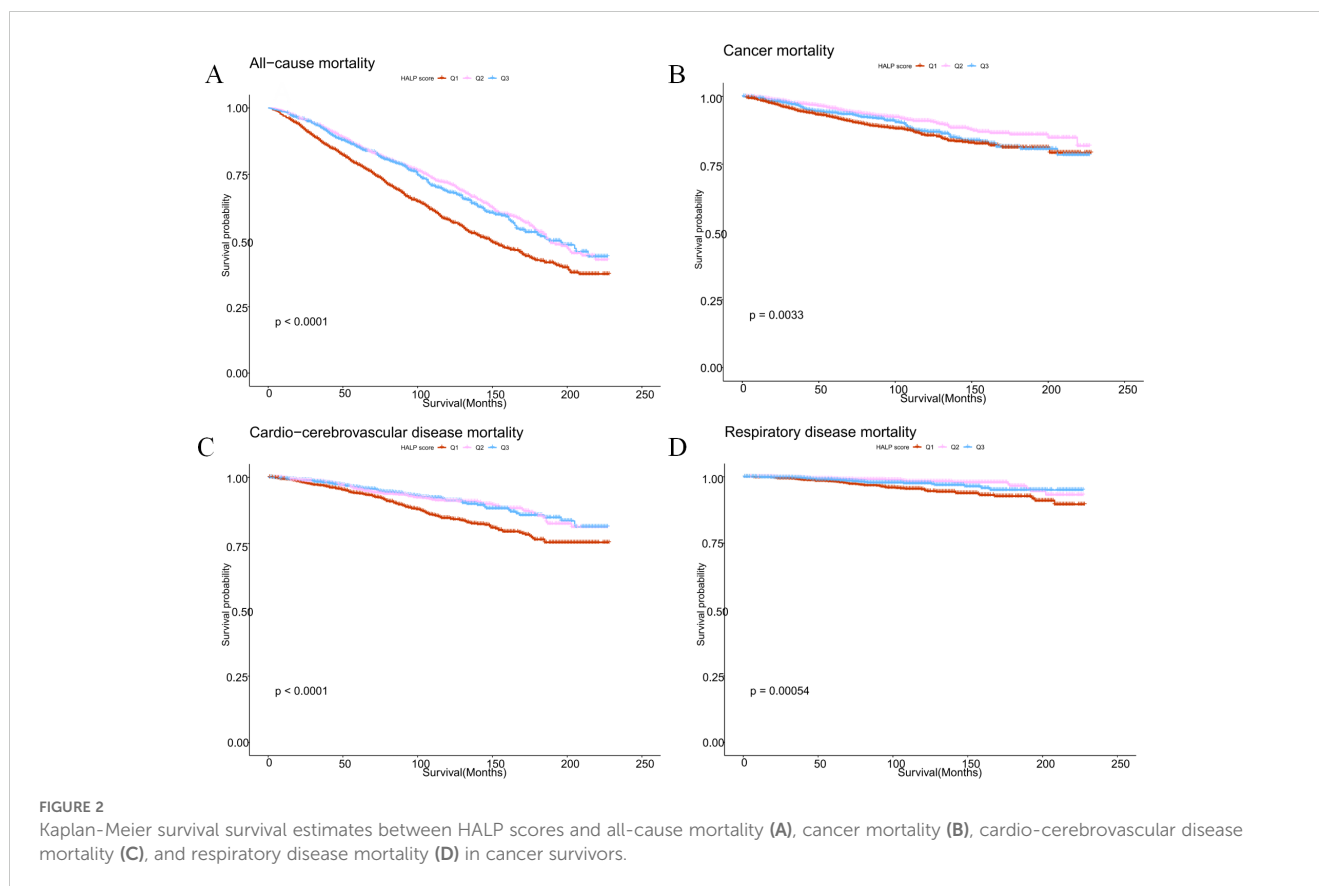 A
All−cause mortality
HALP score Q1 Q2 Q3
1.00
0.75
0.50
0.25
0.00
Survival probability
p < 0.0001
0 50 100 150 200 250
Survival(Months)
B
Cancer mortality
HALP score Q1 Q2 Q3
1.00
0.75
0.50
0.25
0.00
Survival probability
p = 0.0033
0 50 100 150 200 250
Survival(Months)
C
Cardio−cerebrovascular disease mortality
HALP score Q1 Q2 Q3
1.00
0.75
0.50
0.25
0.00
Survival probability
p < 0.0001
0 50 100 150 200 250
Survival(Months)
D
Respiratory disease mortality
HALP score Q1 Q2 Q3
1.00
0.75
0.50
0.25
0.00
Survival probability
p = 0.00054
0 50 100 150 200 250
Survival(Months)
FIGURE 2
Kaplan-Meier survival survival estimates between HALP scores and all-cause mortality (A), cancer mortality (B), cardio-cerebrovascular disease
mortality (C), and respiratory disease mortality (D) in cancer survivors.